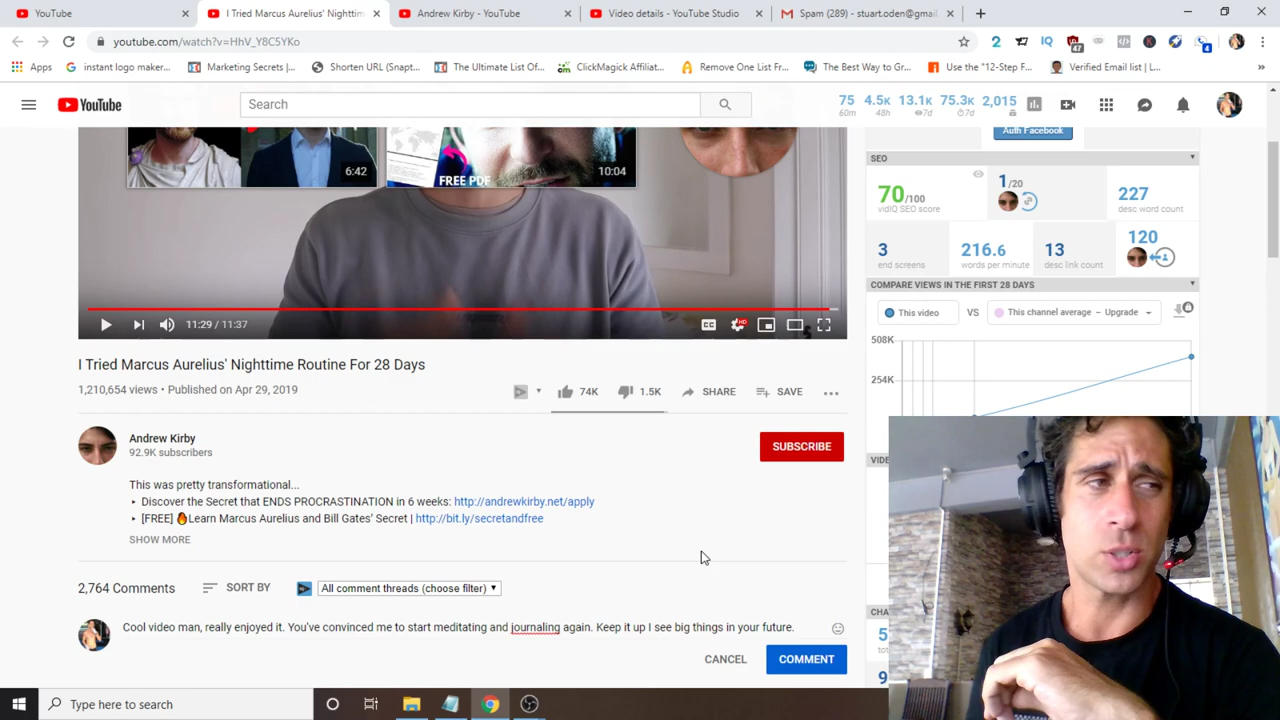 YouTube
I Tried Marcus Aurelius' Nighttim
Andrew Kirby - YouTube
Video details - YouTube Studio
Spam (289) - stuart.oden@gmail.
youtube.com/watch?v=HhV_Y8C5YKo
2
IQ
47
4
Apps
instant logo maker...
Marketing Secrets |...
Shorten URL (Snapt...
The Ultimate List Of...
ClickMagick Affiliat...
Remove One List Fr...
The Best Way to Gr...
Use the "12-Step F...
Verified Email list | L...
YouTube
Search
75 4.5K 13.1K 75.3K 2,015
60m 48h 7d 7d
Auth Facebook
6:42
FREE PDF
10:04
SEO
70/100
vidIQ SEO score
1/20
227
desc word count
3
end screens
216.6
words per minute
13
desc link count
120
COMPARE VIEWS IN THE FIRST 28 DAYS
This video
VS
This channel average – Upgrade
508K
254K
11:29 / 11:37
CC
HD
I Tried Marcus Aurelius' Nighttime Routine For 28 Days
1,210,654 views • Published on Apr 29, 2019
74K
1.5K
SHARE
SAVE
Andrew Kirby
92.9K subscribers
SUBSCRIBE
This was pretty transformational...
‣ Discover the Secret that ENDS PROCRASTINATION in 6 weeks: http://andrewkirby.net/apply
‣ [FREE] 🔥Learn Marcus Aurelius and Bill Gates' Secret | http://bit.ly/secretandfree
SHOW MORE
2,764 Comments
SORT BY
All comment threads (choose filter)
Cool video man, really enjoyed it. You've convinced me to start meditating and journaling again. Keep it up I see big things in your future.
CANCEL
COMMENT
Type here to search